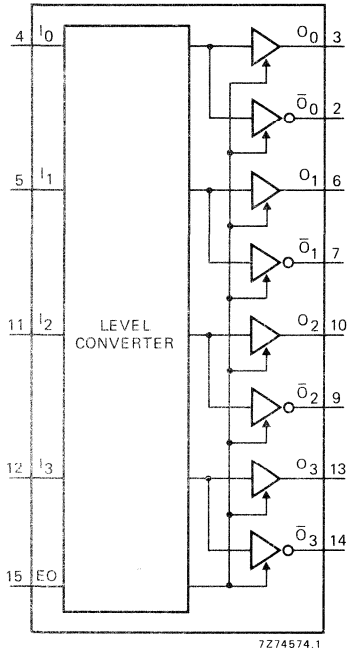 4 I0 O0 3
Ō0 2
5 I1 O1 6
Ō1 7
11 I2 O2 10
LEVEL
CONVERTER
Ō2 9
12 I3 O3 13
Ō3 14
15 EO
7Z74574.1